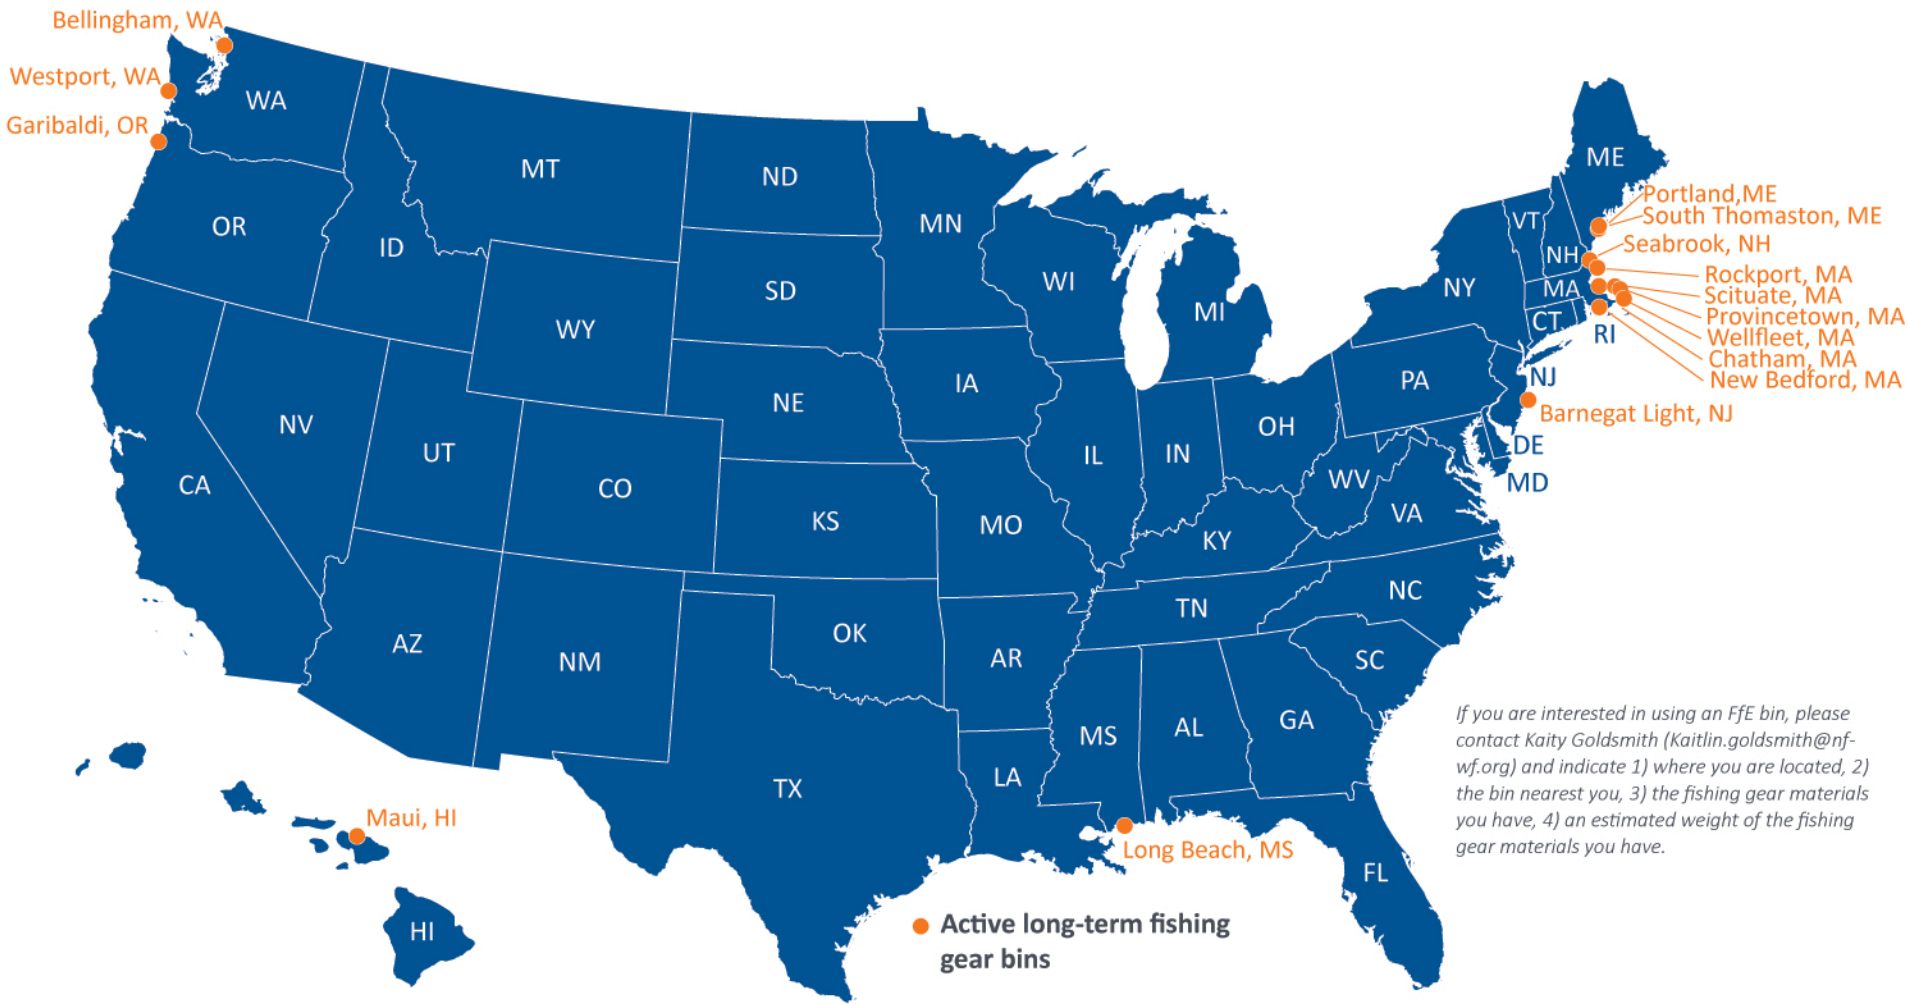 Bellingham, WA
Westport, WA
Garibaldi, OR
WA
OR
ID
MT
ND
MN
SD
WI
MI
WY
IA
NE
NV
UT
CO
CA
KS
MO
IL
IN
OH
PA
NY
VT
NH
ME
MA
CT
RI
NJ
DE
MD
WV
VA
KY
NC
TN
SC
AZ
NM
OK
AR
TX
LA
MS
AL
GA
FL
HI
Portland,ME
South Thomaston, ME
Seabrook, NH
Rockport, MA
Scituate, MA
Provincetown, MA
Wellfleet, MA
Chatham, MA
New Bedford, MA
Barnegat Light, NJ
Maui, HI
Long Beach, MS
If you are interested in using an FfE bin, please
contact Kaity Goldsmith (Kaitlin.goldsmith@nf-
wf.org) and indicate 1) where you are located, 2)
the bin nearest you, 3) the fishing gear materials
you have, 4) an estimated weight of the fishing
gear materials you have.
Active long-term fishing
gear bins